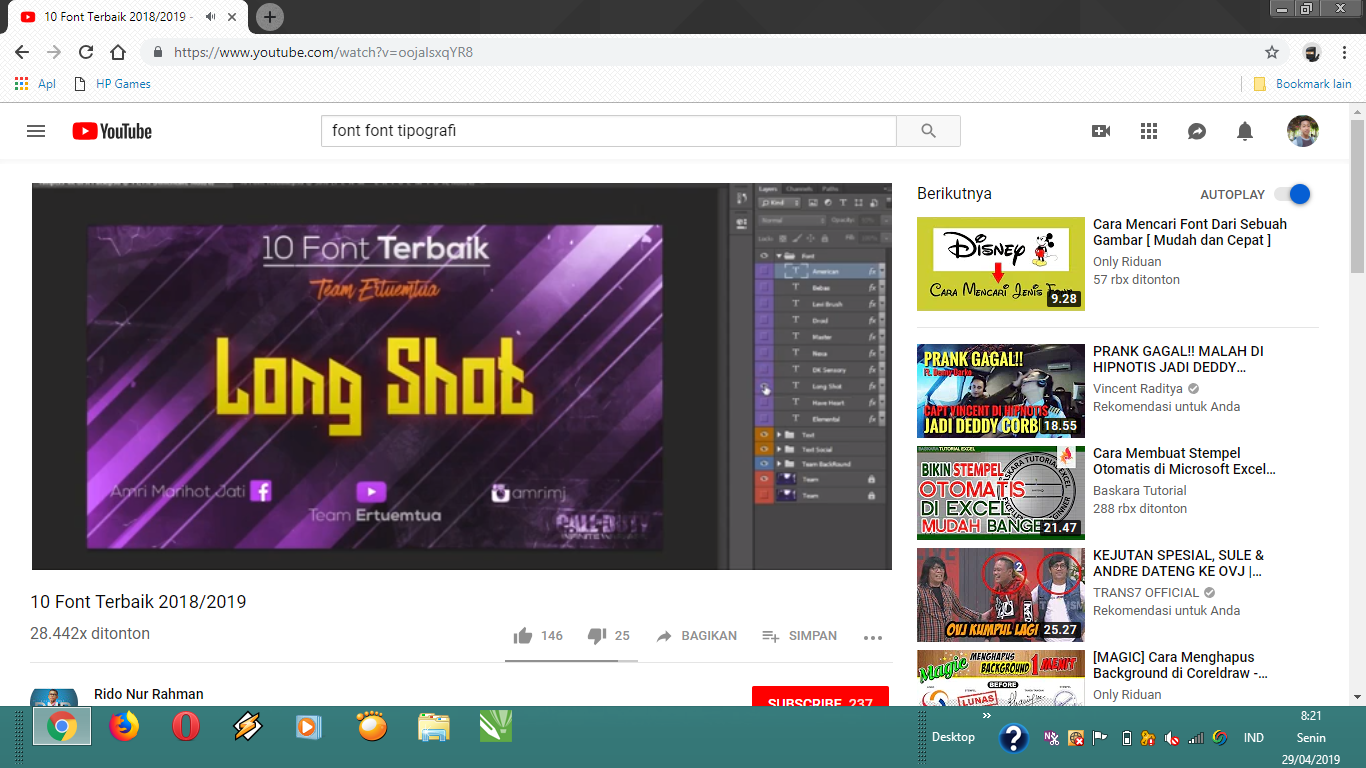 10 Font Terbaik 2018/2019 -
https://www.youtube.com/watch?v=oojalsxqYR8
Apl
HP Games
Bookmark lain
YouTube
font font tipografi
10 Font Terbaik
Team Ertuemtua
Long Shot
Amri Marihot Jati
amrimj
Team Ertuemtua
CALL OF DUTY
Layers Channels Paths
Kind
Normal
Opacity:
Lock:
Fill:
Font
American
Bebas
Levi Brush
Droid
Master
Neca
DK Sensory
Long Shot
Have Heart
Elemental
Text
Text Social
Team BackRound
Team
Team
10 Font Terbaik 2018/2019
28.442x ditonton
146
25
BAGIKAN
SIMPAN
Rido Nur Rahman
SUBSCRIBE 237
Berikutnya
AUTOPLAY
DISNEY
CARA MENCARI JENIS FONT
9.28
Cara Mencari Font Dari Sebuah
Gambar [ Mudah dan Cepat ]
Only Riduan
57 rbx ditonton
PRANK GAGAL!!
Ft. Denny Darko
CAPT VINCENT DI HIPNOTIS
JADI DEDDY CORB
18.55
PRANK GAGAL!! MALAH DI
HIPNOTIS JADI DEDDY...
Vincent Raditya
Rekomendasi untuk Anda
BASKARA TUTORIAL EXCEL
BIKIN STEMPEL
OTOMATIS
DI EXCEL
MUDAH BANGE
21.47
Cara Membuat Stempel
Otomatis di Microsoft Excel...
Baskara Tutorial
288 rbx ditonton
OVJ KUMPUL LAGI
25.27
KEJUTAN SPESIAL, SULE &
ANDRE DATENG KE OVJ |...
TRANS7 OFFICIAL
Rekomendasi untuk Anda
Magic
MENGHAPUS
BACKGROUND 1 MENIT
BEFORE
LUNAS
[MAGIC] Cara Menghapus
Background di Coreldraw -...
Only Riduan
Desktop
IND
8:21
Senin
29/04/2019